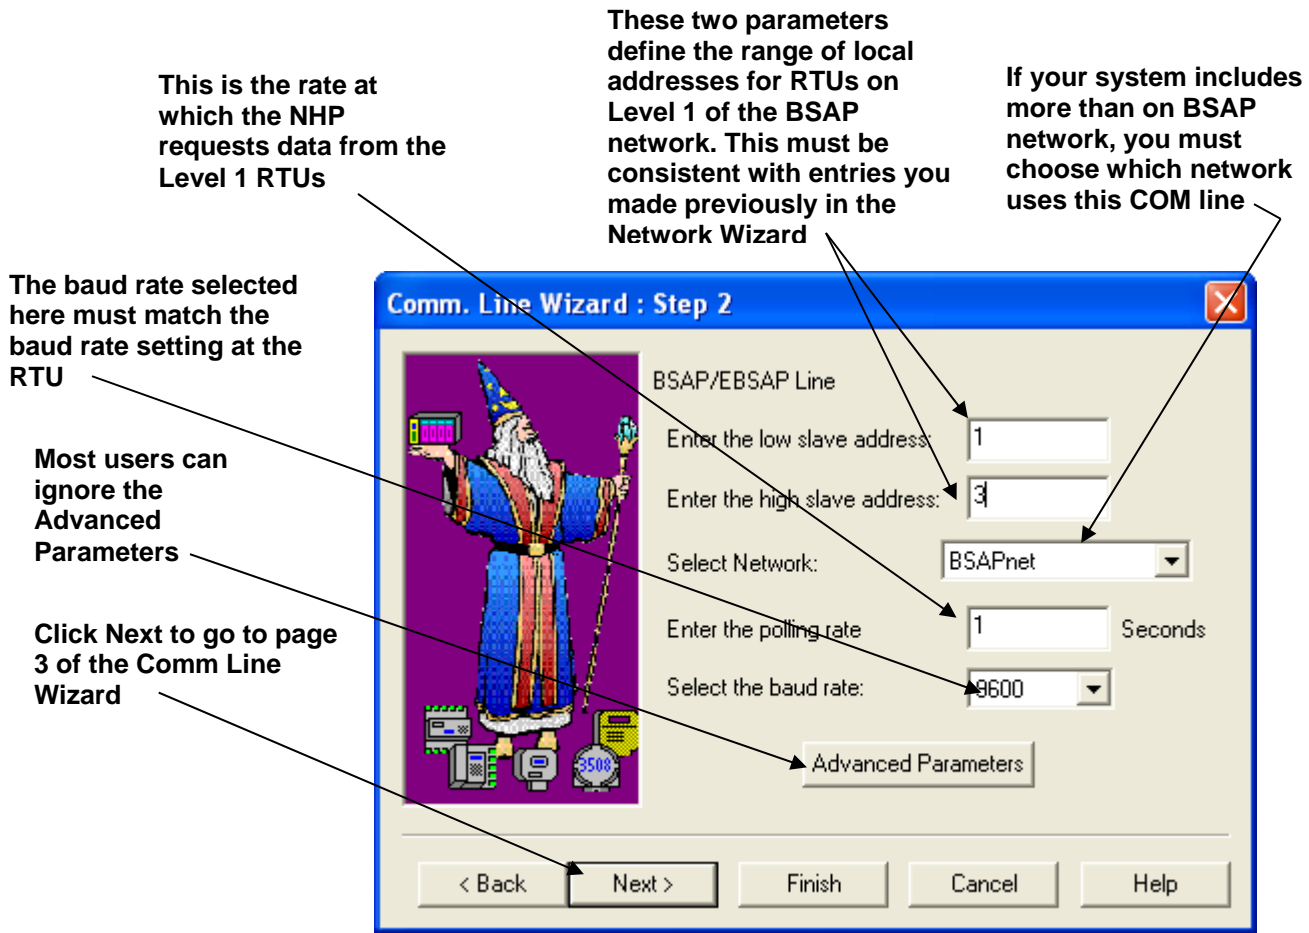 These two parameters
define the range of local
addresses for RTUs on
Level 1 of the BSAP
network. This must be
consistent with entries you
made previously in the
Network Wizard
This is the rate at
which the NHP
requests data from the
Level 1 RTUs
If your system includes
more than on BSAP
network, you must
choose which network
uses this COM line
The baud rate selected
here must match the
baud rate setting at the
RTU
Most users can
ignore the
Advanced
Parameters
Click Next to go to page
3 of the Comm Line
Wizard
Comm. Line Wizard : Step 2
BSAP/EBSAP Line
Enter the low slave address: 1
Enter the high slave address: 3
Select Network: BSAPnet
Enter the polling rate 1 Seconds
Select the baud rate: 9600
3508
Advanced Parameters
< Back Next > Finish Cancel Help